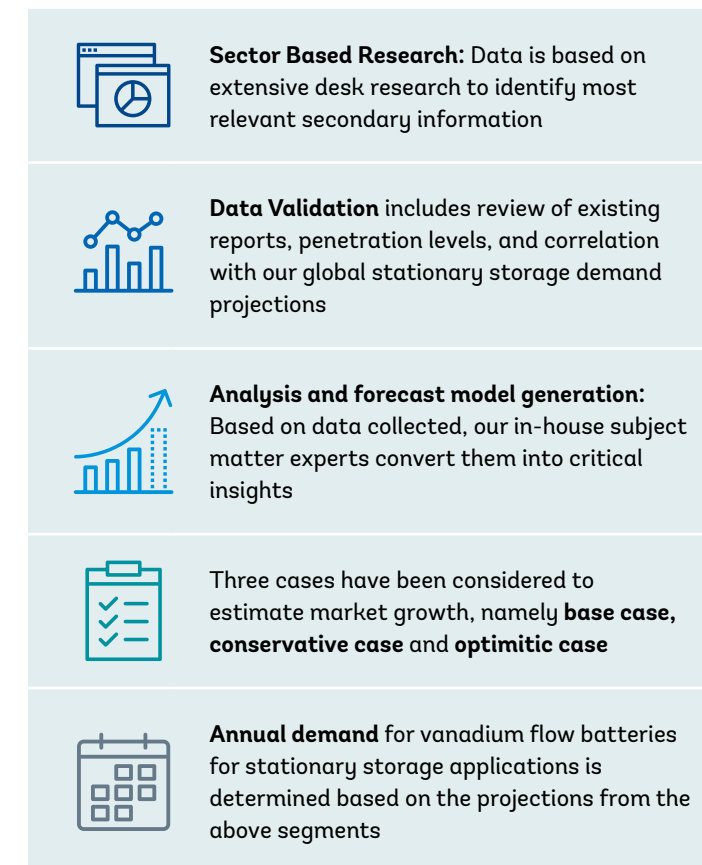 Sector Based Research: Data is based on
extensive desk research to identify most
relevant secondary information
Data Validation includes review of existing
reports, penetration levels, and correlation
with our global stationary storage demand
projections
Analysis and forecast model generation:
Based on data collected, our in-house subject
matter experts convert them into critical
insights
Three cases have been considered to
estimate market growth, namely base case,
conservative case and optimitic case
Annual demand for vanadium flow batteries
for stationary storage applications is
determined based on the projections from the
above segments